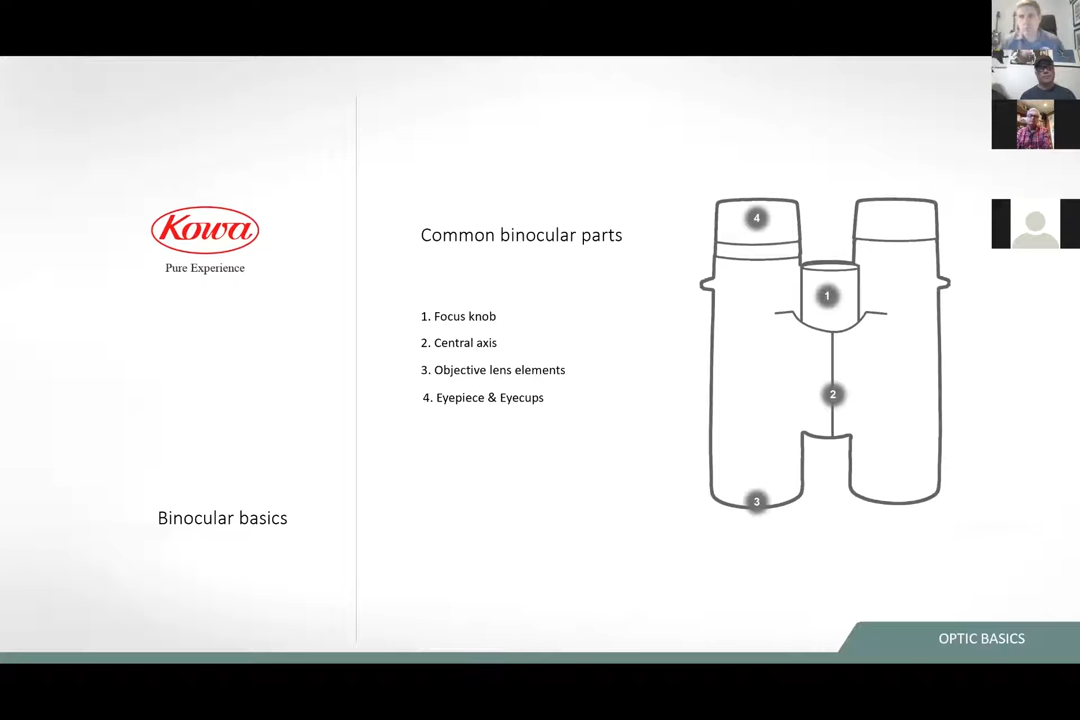 Kowa
Pure Experience
Binocular basics
Common binocular parts
1. Focus knob
2. Central axis
3. Objective lens elements
4. Eyepiece & Eyecups
4
1
2
3
OPTIC BASICS